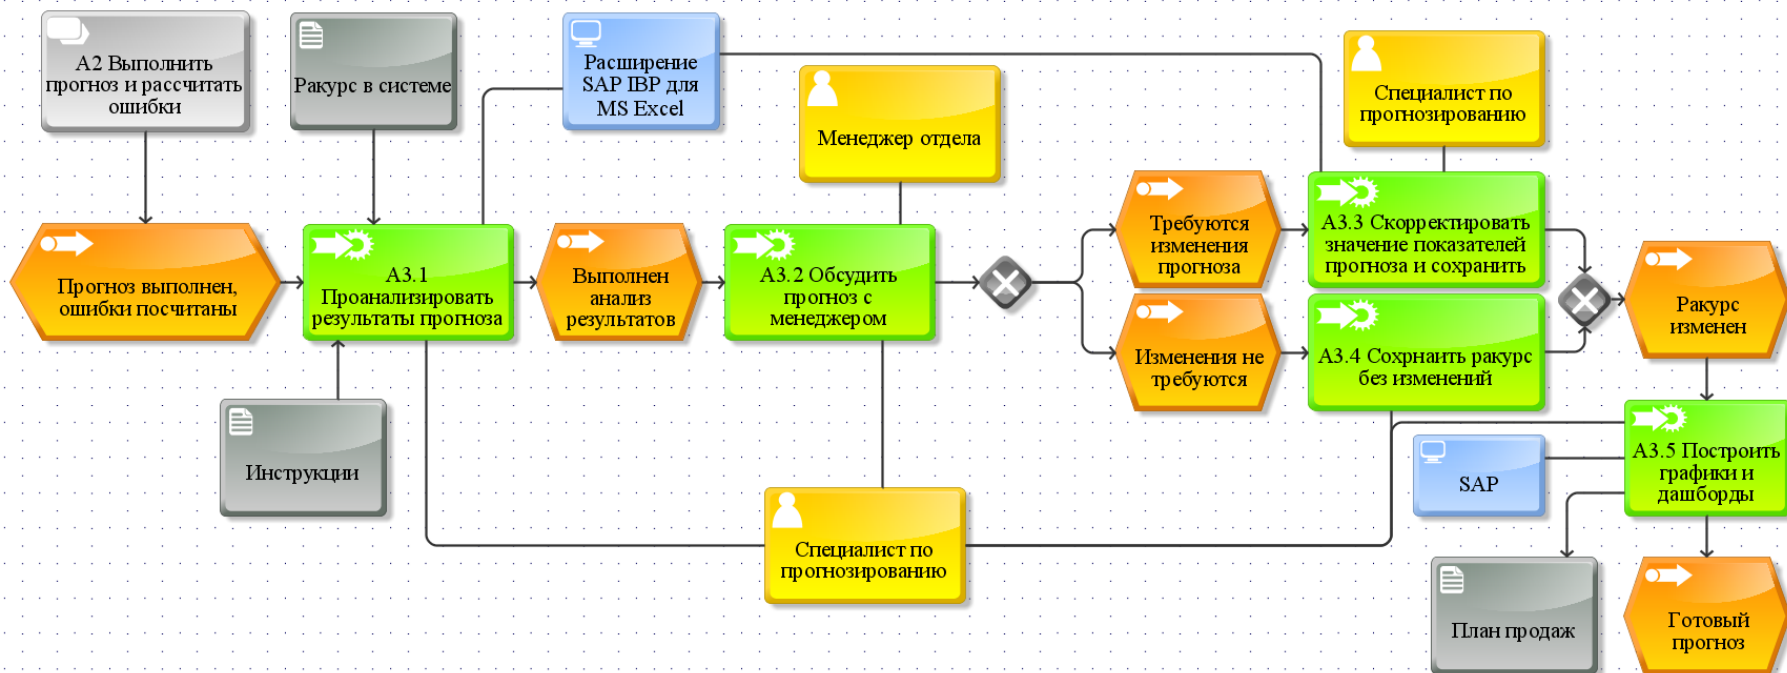 А2 Выполнить
прогноз и рассчитать
ошибки
Ракурс в системе
Расширение
SAP IBP для
MS Excel
Менеджер отдела
Специалист по
прогнозированию
Прогноз выполнен,
ошибки посчитаны
А3.1
Проанализировать
результаты прогноза
Выполнен
анализ
результатов
А3.2 Обсудить
прогноз с
менеджером
Требуются
изменения
прогноза
Изменения не
требуются
А3.3 Скорректировать
значение показателей
прогноза и сохранить
А3.4 Сохрнаить ракурс
без изменений
Ракурс
изменен
Инструкции
Специалист по
прогнозированию
SAP
А3.5 Построить
графики и
дашборды
План продаж
Готовый
прогноз